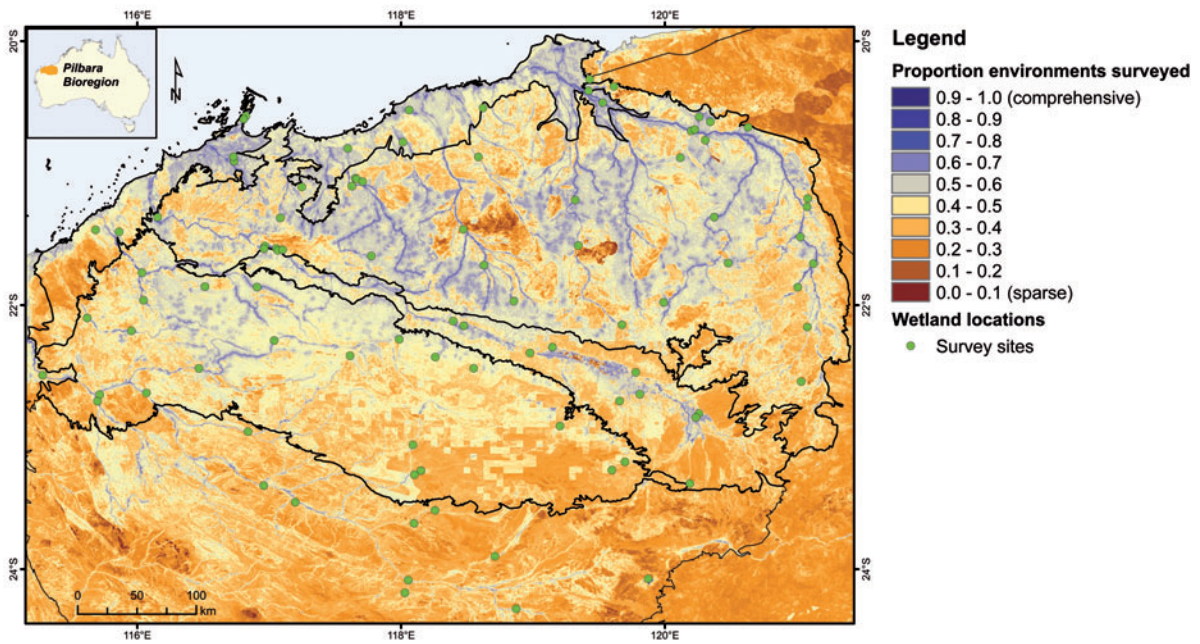 116°E
118°E
120°E
20°S
20°S
Pilbara
Bioregion
N
22°S
22°S
24°S
24°S
0 50 100
km
116°E
118°E
120°E
Legend
Proportion environments surveyed
0.9 - 1.0 (comprehensive)
0.8 - 0.9
0.7 - 0.8
0.6 - 0.7
0.5 - 0.6
0.4 - 0.5
0.3 - 0.4
0.2 - 0.3
0.1 - 0.2
0.0 - 0.1 (sparse)
Wetland locations
Survey sites